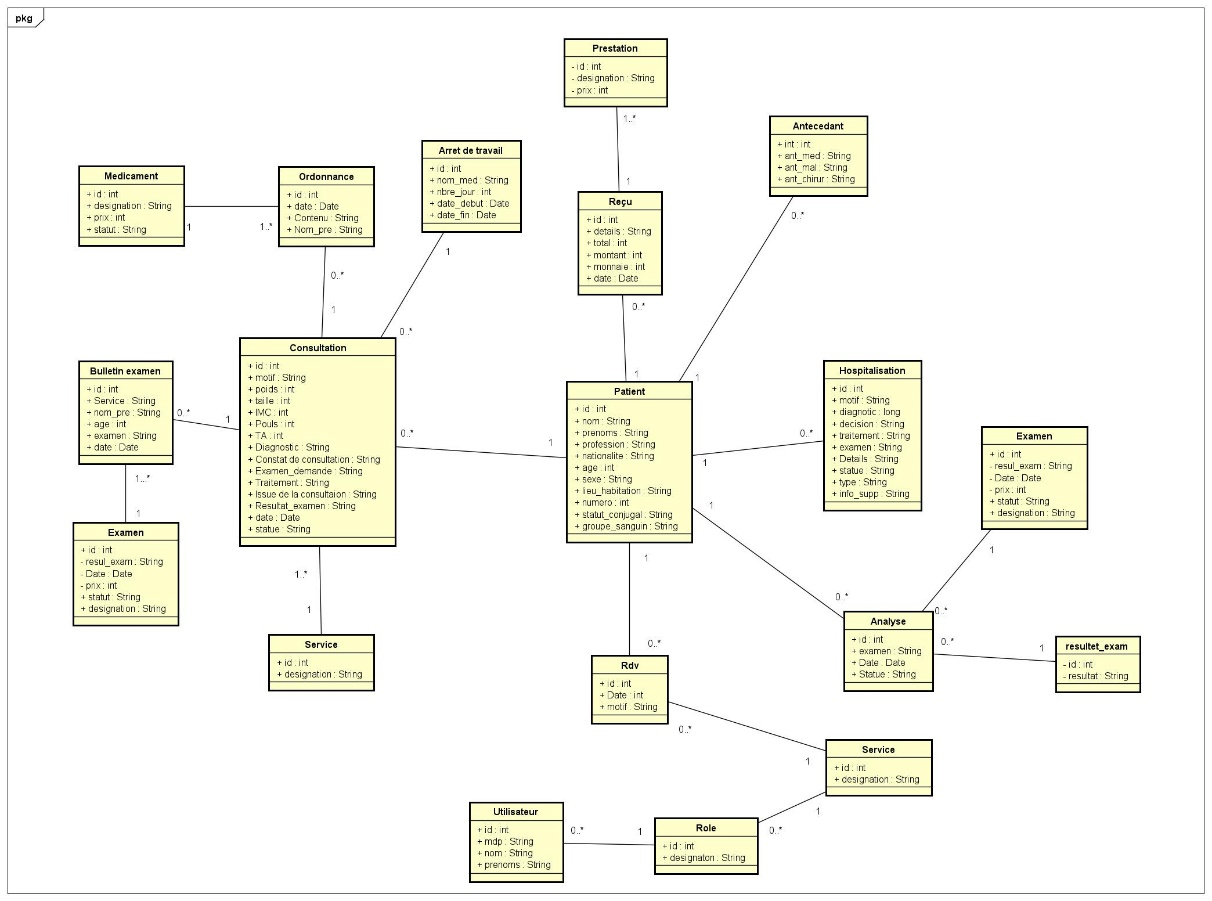 pkg
Prestation
- id : int
- designation : String
- prix : int
1..*
1
Antecedant
+ int : int
+ ant_med : String
+ ant_mal : String
+ ant_chirur : String
0..*
1
Arret de travail
+ id : int
+ nom_med : String
+ nbre_jour : int
+ date_debut : Date
+ date_fin : Date
1
0..*
Medicament
+ id : int
+ designation : String
+ prix : int
+ statut : String
1
1..*
Ordonnance
+ id : int
+ date : Date
+ Contenu : String
+ Nom_pre : String
0..*
1
Reçu
+ id : int
+ details : String
+ total : int
+ montant : int
+ monnaie : int
+ date : Date
0..*
1
Consultation
+ id : int
+ motif : String
+ poids : int
+ taille : int
+ IMC : int
+ Pouls : int
+ TA : int
+ Diagnostic : String
+ Constat de consultation : String
+ Examen_demande : String
+ Traitement : String
+ Issue de la consultaion : String
+ Resultat_examen : String
+ date : Date
+ statue : String
0..*
1
Bulletin examen
+ id : int
+ Service : String
+ nom_pre : String
+ age : int
+ examen : String
+ date : Date
0..*
1
1..*
1
Patient
+ id : int
+ nom : String
+ prenoms : String
+ profession : String
+ nationalite : String
+ age : int
+ sexe : String
+ lieu_habitation : String
+ numero : int
+ statut_conjugal : String
+ groupe_sanguin : String
1
0..*
Hospitalisation
+ id : int
+ motif : String
+ diagnotic : long
+ decision : String
+ traitement : String
+ examen : String
+ Details : String
+ statue : String
+ type : String
+ info_supp : String
Examen
+ id : int
- resul_exam : String
- Date : Date
- prix : int
+ statut : String
+ designation : String
1
0..*
Examen
+ id : int
- resul_exam : String
- Date : Date
- prix : int
+ statut : String
+ designation : String
1..*
1
Service
+ id : int
+ designation : String
1
0..*
1
0..*
Analyse
+ id : int
+ examen : String
+ Date : Date
+ Statue : String
0..*
1
resultet_exam
- id : int
- resultat : String
Rdv
+ id : int
+ Date : int
+ motif : String
0..*
1
Service
+ id : int
+ designation : String
1
0..*
Utilisateur
+ id : int
+ mdp : String
+ nom : String
+ prenoms : String
0..*
1
Role
+ id : int
+ designaton : String